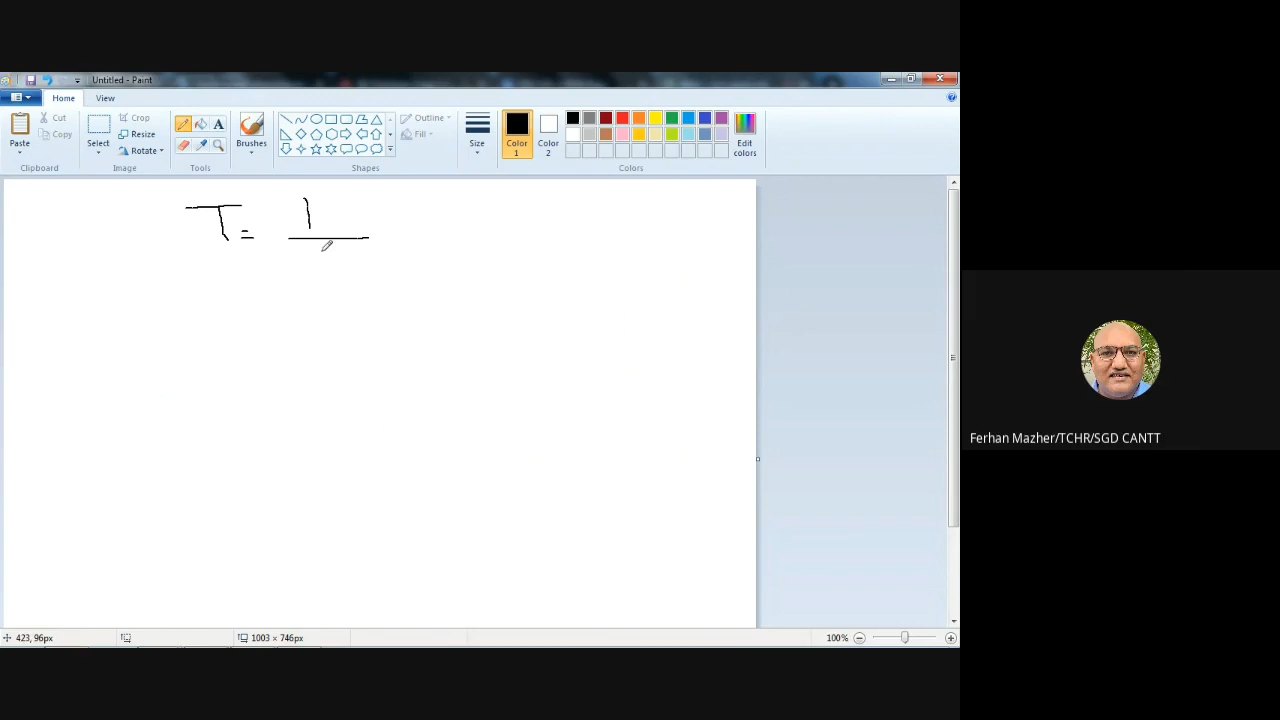 Untitled - Paint
Home View
Cut
Copy
Paste
Clipboard
Select
Crop
Resize
Rotate
Image
A
Tools
Brushes
Shapes
Outline
Fill
Size
Color 1
Color 2
Edit colors
Colors
T = 1
423, 96px
1003 × 746px
100%
Ferhan Mazher/TCHR/SGD CANTT